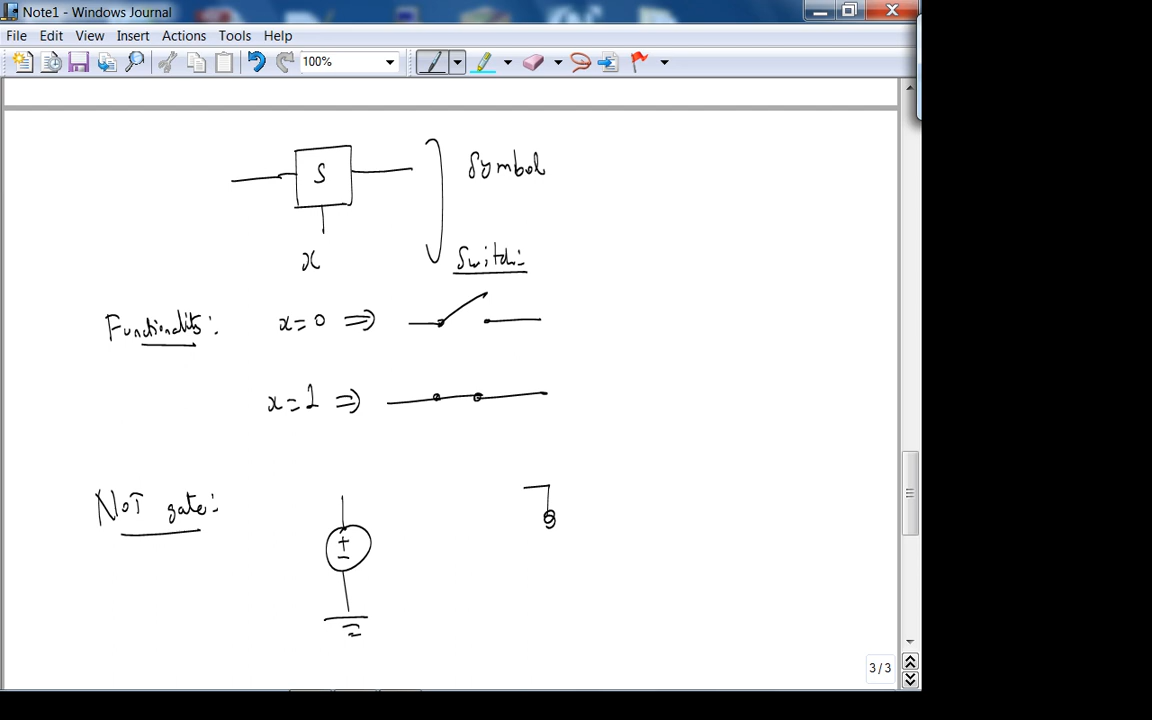 Note1 - Windows Journal
File Edit View Insert Actions Tools Help
100%
S
x
Symbol
Switch:
Functionality:
x=0 ⇒
x=1 ⇒
NOT gate:
+
-
3/3